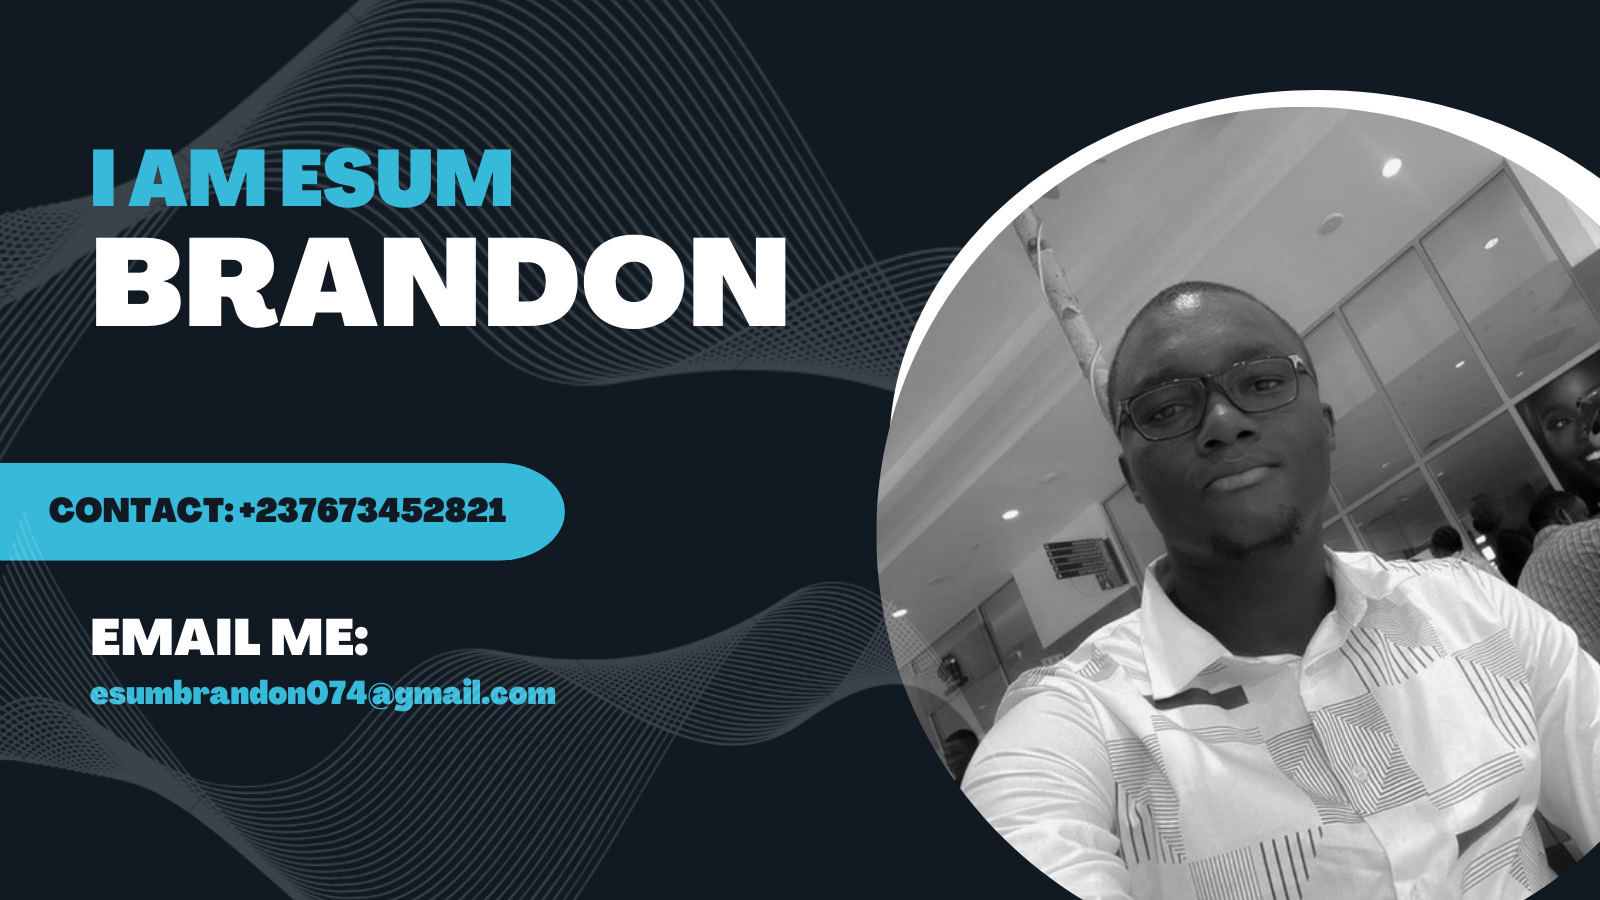 I AM ESUM
BRANDON
CONTACT: +237673452821
EMAIL ME:
esumbrandon074@gmail.com